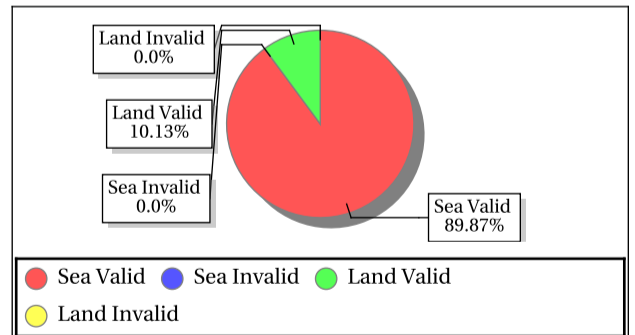 Land Invalid
0.0%
Land Valid
10.13%
Sea Invalid
0.0%
Sea Valid
89.87%
Sea Valid Sea Invalid Land Valid
Land Invalid